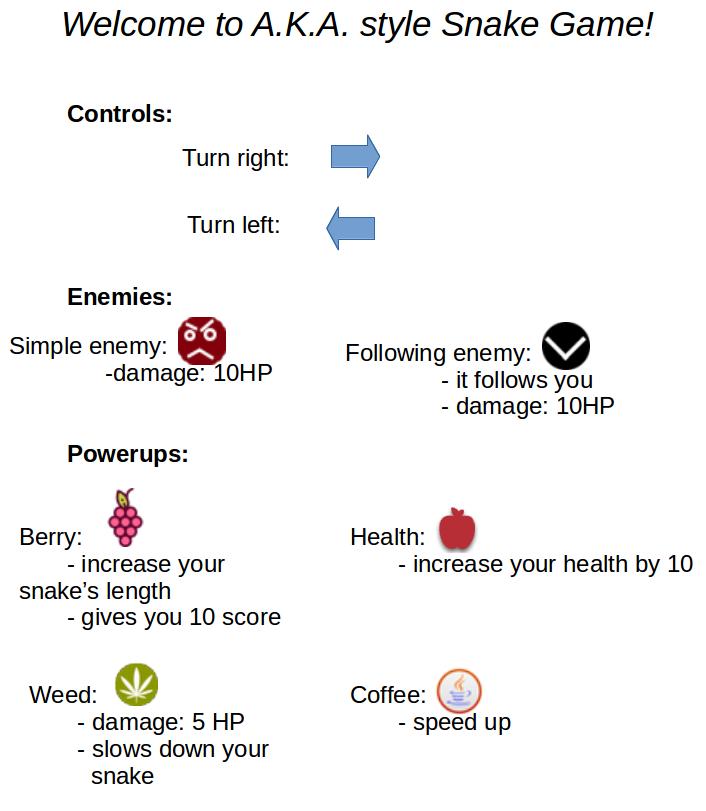 Welcome to A.K.A. style Snake Game!
Controls:
Turn right:
Turn left:
Enemies:
Simple enemy:
-damage: 10HP
Following enemy:
- it follows you
- damage: 10HP
Powerups:
Berry:
- increase your
snake’s length
- gives you 10 score
Health:
- increase your health by 10
Weed:
- damage: 5 HP
- slows down your
snake
Coffee:
- speed up